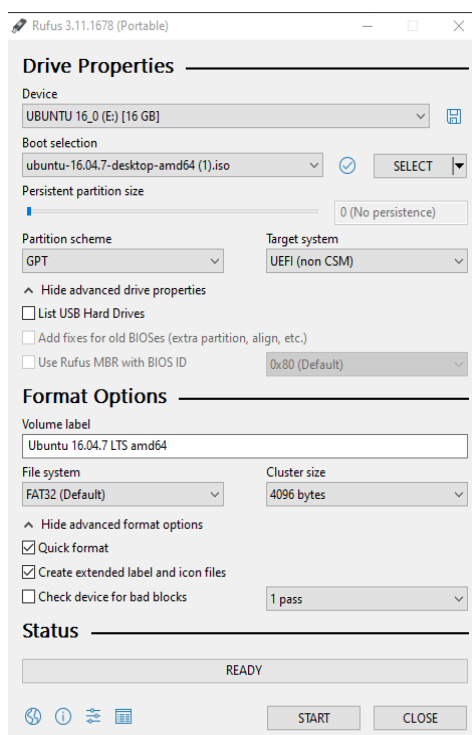 Rufus 3.11.1678 (Portable)
Drive Properties
Device
UBUNTU 16_0 (E:) [16 GB]
Boot selection
ubuntu-16.04.7-desktop-amd64 (1).iso
SELECT
Persistent partition size
0 (No persistence)
Partition scheme Target system
GPT UEFI (non CSM)
Hide advanced drive properties
List USB Hard Drives
Add fixes for old BIOSes (extra partition, align, etc.)
Use Rufus MBR with BIOS ID 0x80 (Default)
Format Options
Volume label
Ubuntu 16.04.7 LTS amd64
File system Cluster size
FAT32 (Default) 4096 bytes
Hide advanced format options
Quick format
Create extended label and icon files
Check device for bad blocks 1 pass
Status
READY
START CLOSE